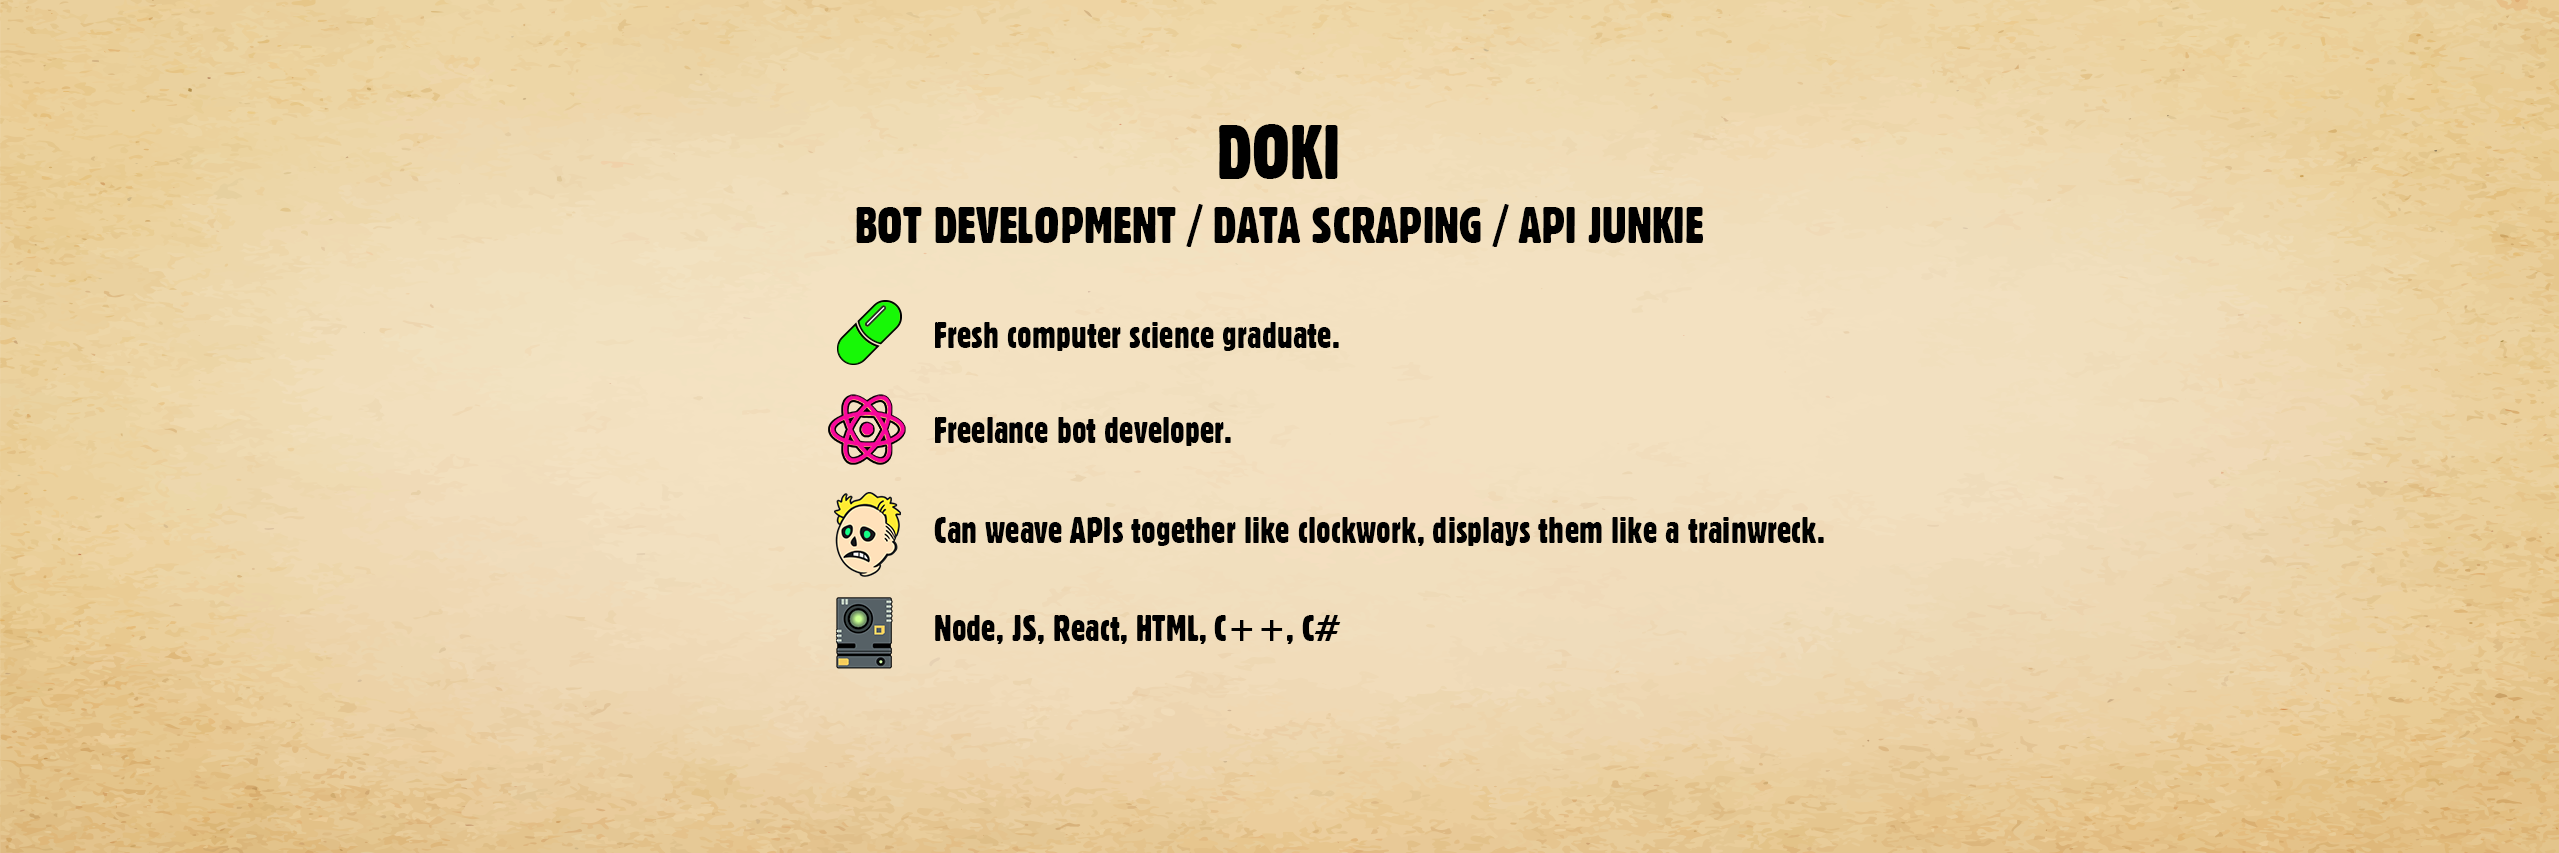 DOKI
BOT DEVELOPMENT / DATA SCRAPING / API JUNKIE
Fresh computer science graduate.
Freelance bot developer.
Can weave APIs together like clockwork, displays them like a trainwreck.
Node, JS, React, HTML, C++, C#